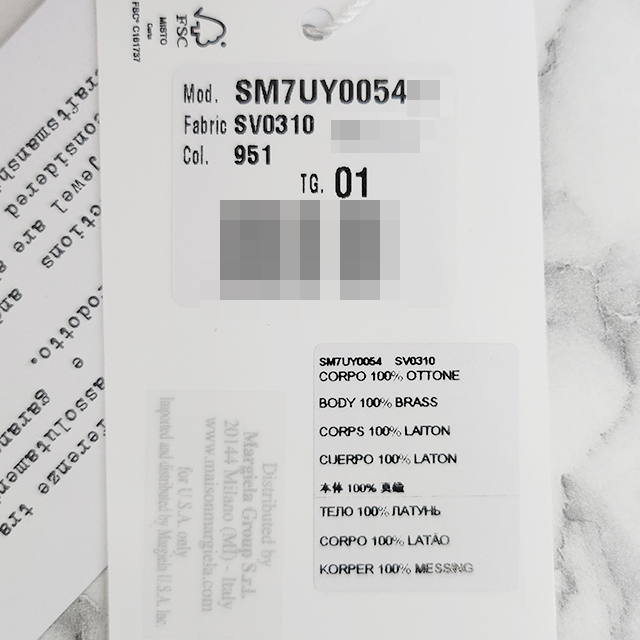 FSC
MISTO
Carta
FSC® C161737
Mod. SM7UY0054
Fabric SV0310
Col. 951
TG. 01
SM7UY0054 SV0310
CORPO 100% OTTONE
BODY 100% BRASS
CORPS 100% LAITON
CUERPO 100% LATON
本体 100% 真鍮
ТЕЛО 100% ЛАТУНЬ
CORPO 100% LATÃO
KORPER 100% MESSING
Distributed by
Margiela Group S.r.l.
20144 Milano (MI) - Italy
www.maisonmargiela.com
for U.S.A. only
Imported and distributed by Margiela U.S.A. Inc.
considered
jewel are
ctions
and
rodotto.
e
assolutamen
garan
ferenze tra